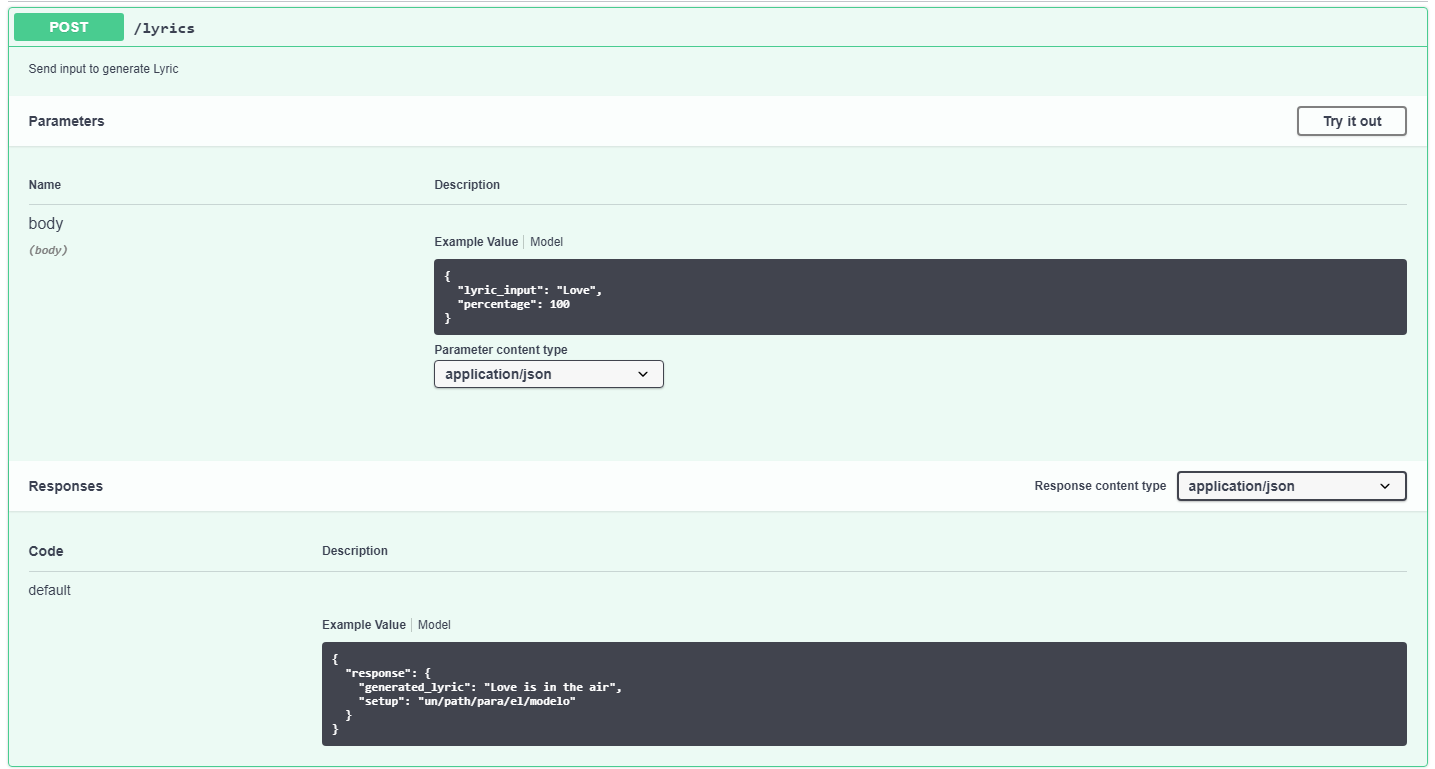 POST /lyrics
Send input to generate Lyric
Parameters
Try it out
Name Description
body
(body)
Example Value Model
{
  "lyric_input": "Love",
  "percentage": 100
}
Parameter content type
application/json
Responses
Response content type application/json
Code Description
default
Example Value Model
{
  "response": {
    "generated_lyric": "Love is in the air",
    "setup": "un/path/para/el/modelo"
  }
}